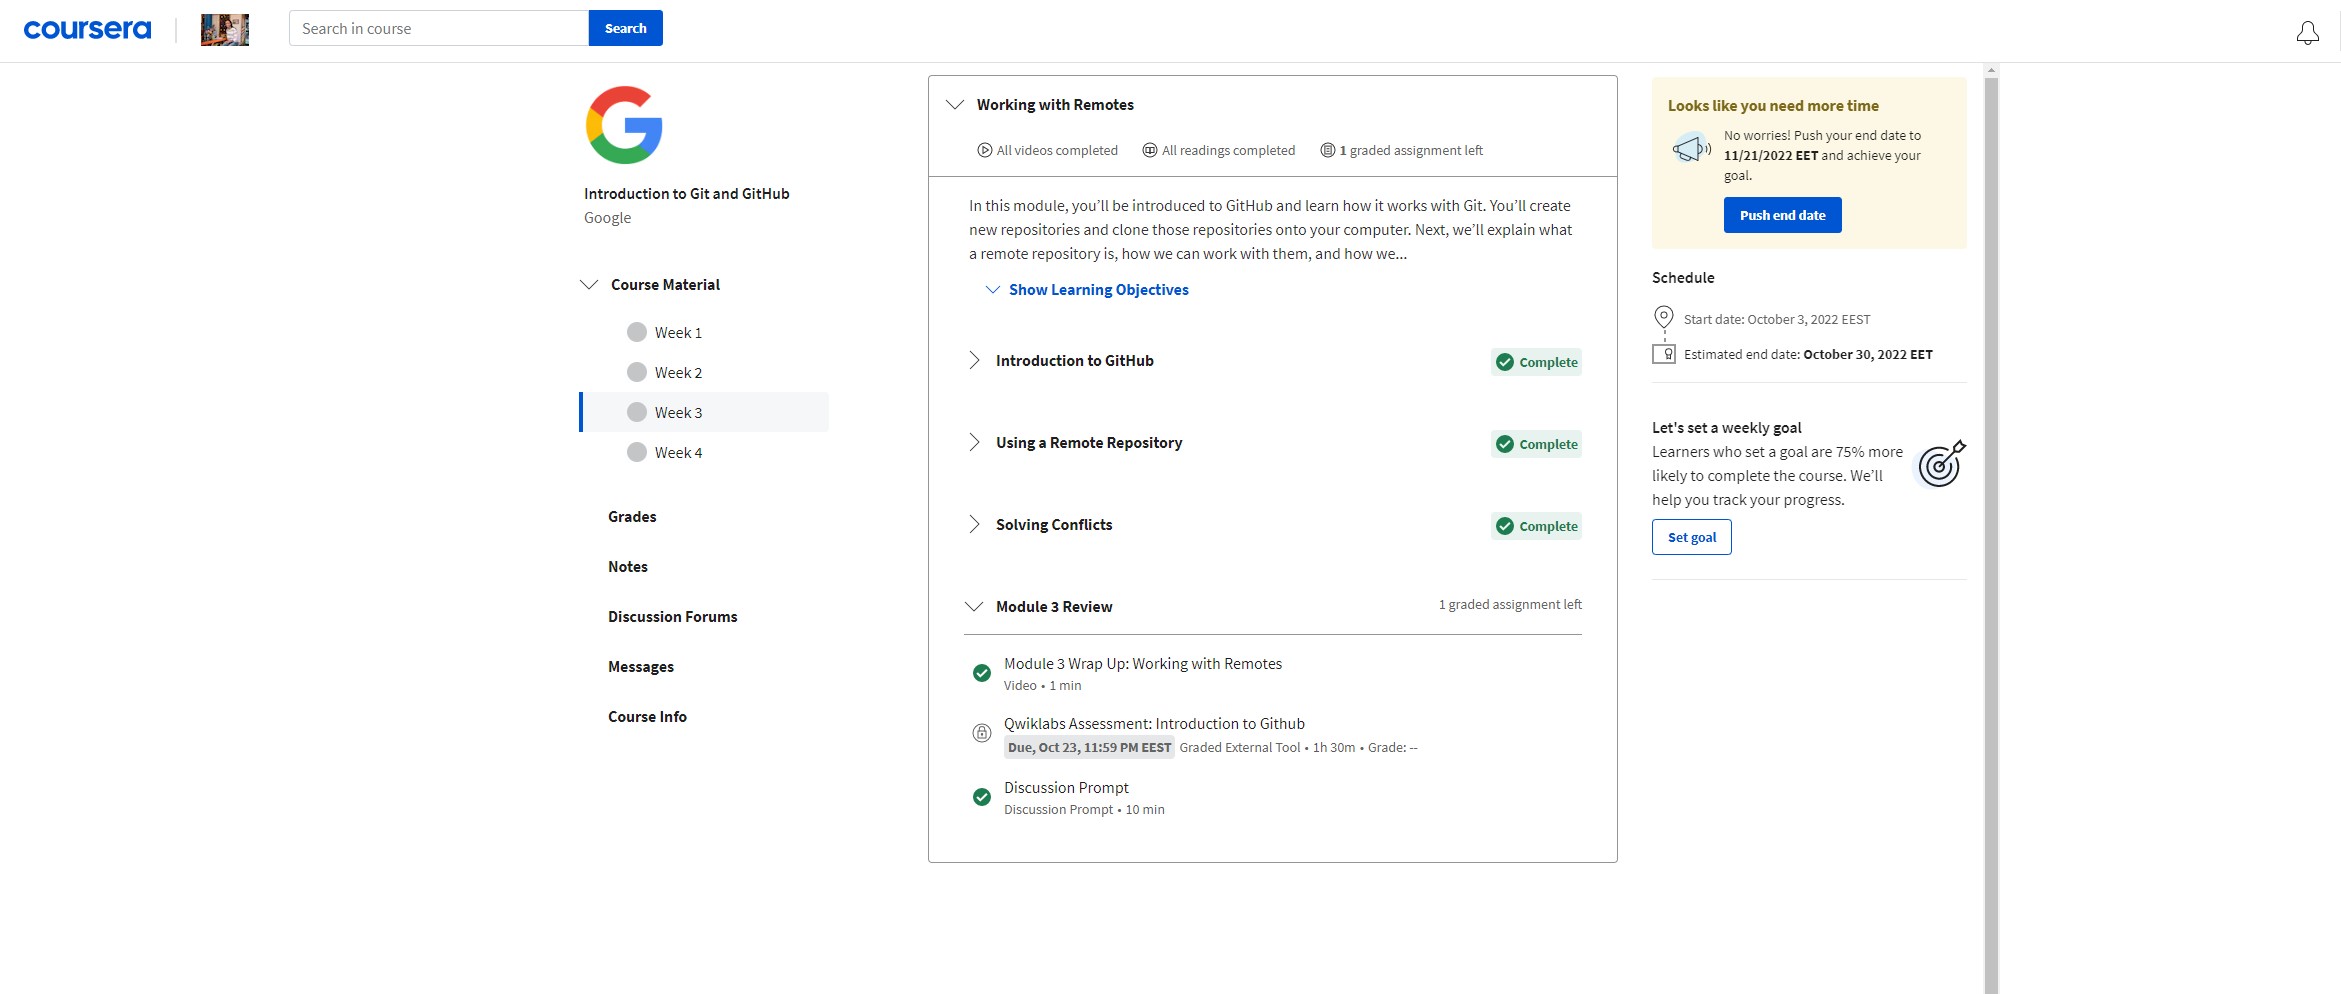 coursera
Search in course
Search
Introduction to Git and GitHub
Google
Course Material
Week 1
Week 2
Week 3
Week 4
Grades
Notes
Discussion Forums
Messages
Course Info
Working with Remotes
All videos completed All readings completed 1 graded assignment left
In this module, you’ll be introduced to GitHub and learn how it works with Git. You’ll create
new repositories and clone those repositories onto your computer. Next, we’ll explain what
a remote repository is, how we can work with them, and how we...
Show Learning Objectives
Introduction to GitHub Complete
Using a Remote Repository Complete
Solving Conflicts Complete
Module 3 Review 1 graded assignment left
Module 3 Wrap Up: Working with Remotes
Video • 1 min
Qwiklabs Assessment: Introduction to Github
Due, Oct 23, 11:59 PM EEST Graded External Tool • 1h 30m • Grade: --
Discussion Prompt
Discussion Prompt • 10 min
Looks like you need more time
No worries! Push your end date to
11/21/2022 EET and achieve your
goal.
Push end date
Schedule
Start date: October 3, 2022 EEST
Estimated end date: October 30, 2022 EET
Let's set a weekly goal
Learners who set a goal are 75% more
likely to complete the course. We’ll
help you track your progress.
Set goal